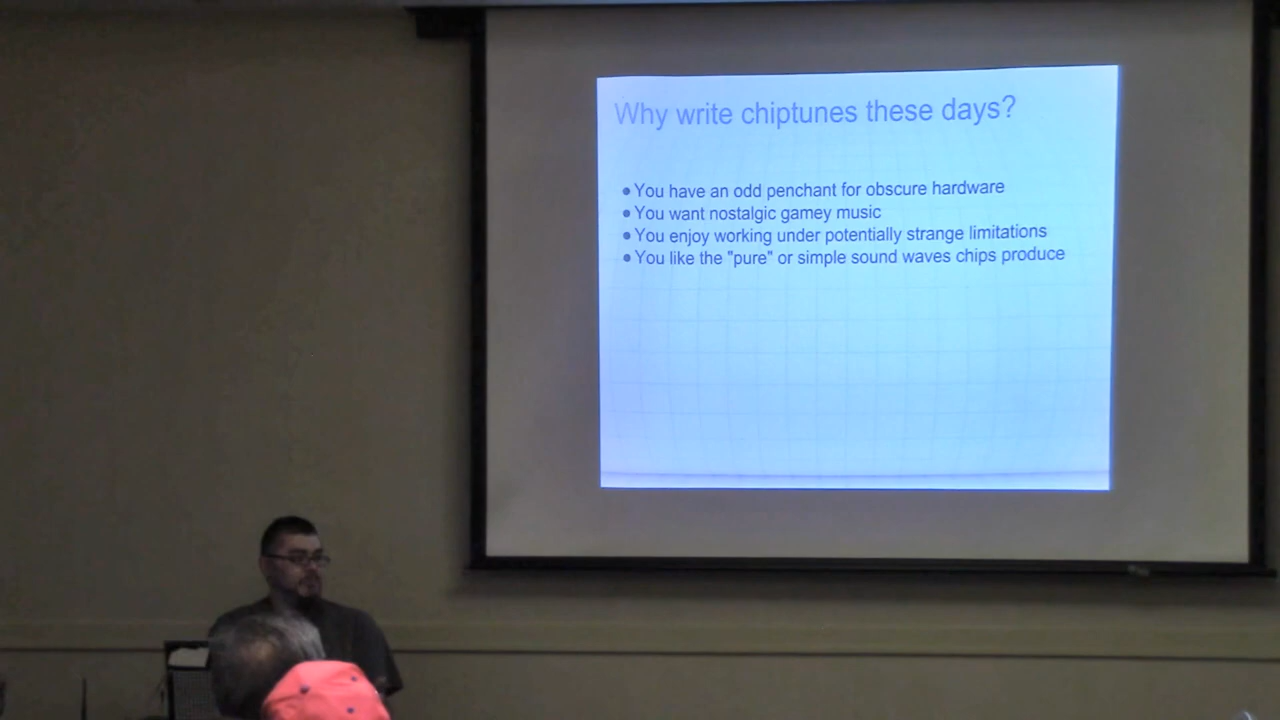 Why write chiptunes these days?
• You have an odd penchant for obscure hardware
• You want nostalgic gamey music
• You enjoy working under potentially strange limitations
• You like the "pure" or simple sound waves chips produce